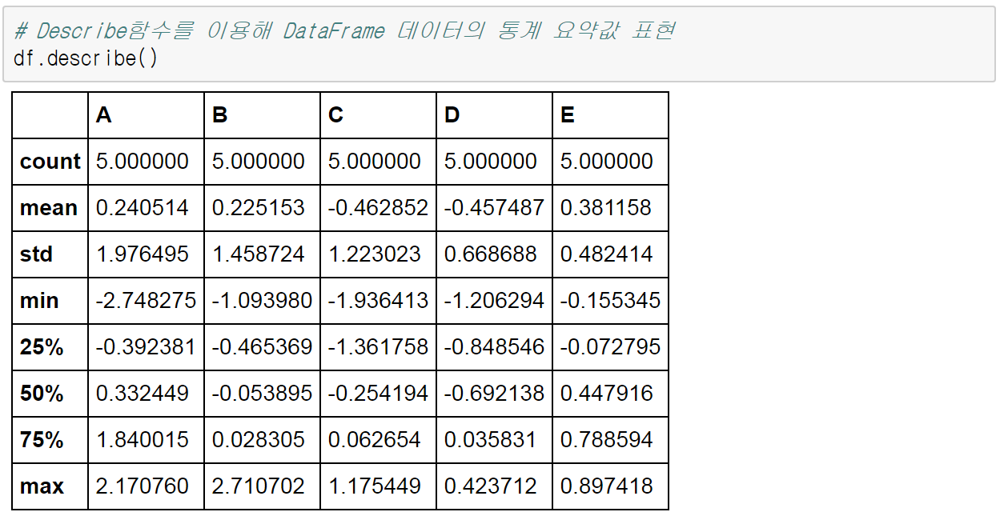 # Describe함수를 이용해 DataFrame 데이터의 통계 요약값 표현
df.describe()
A B C D E
count 5.000000 5.000000 5.000000 5.000000 5.000000
mean 0.240514 0.225153 -0.462852 -0.457487 0.381158
std 1.976495 1.458724 1.223023 0.668688 0.482414
min -2.748275 -1.093980 -1.936413 -1.206294 -0.155345
25% -0.392381 -0.465369 -1.361758 -0.848546 -0.072795
50% 0.332449 -0.053895 -0.254194 -0.692138 0.447916
75% 1.840015 0.028305 0.062654 0.035831 0.788594
max 2.170760 2.710702 1.175449 0.423712 0.897418